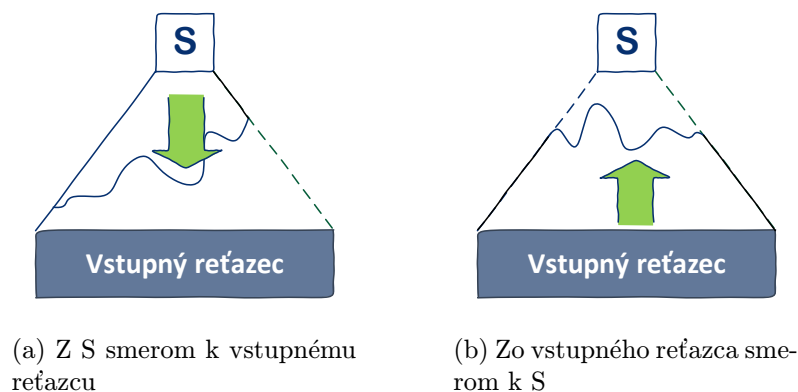 S
Vstupný reťazec
(a) Z S smerom k vstupnému
reťazcu
S
Vstupný reťazec
(b) Zo vstupného reťazca sme-
rom k S